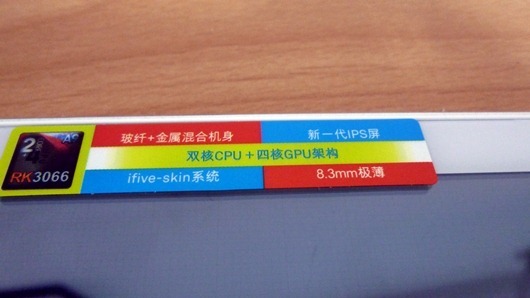 玻纤+金属混合机身
新一代IPS屏
2
A9
双核CPU+四核GPU架构
RK3066
ifive-skin系统
8.3mm极薄